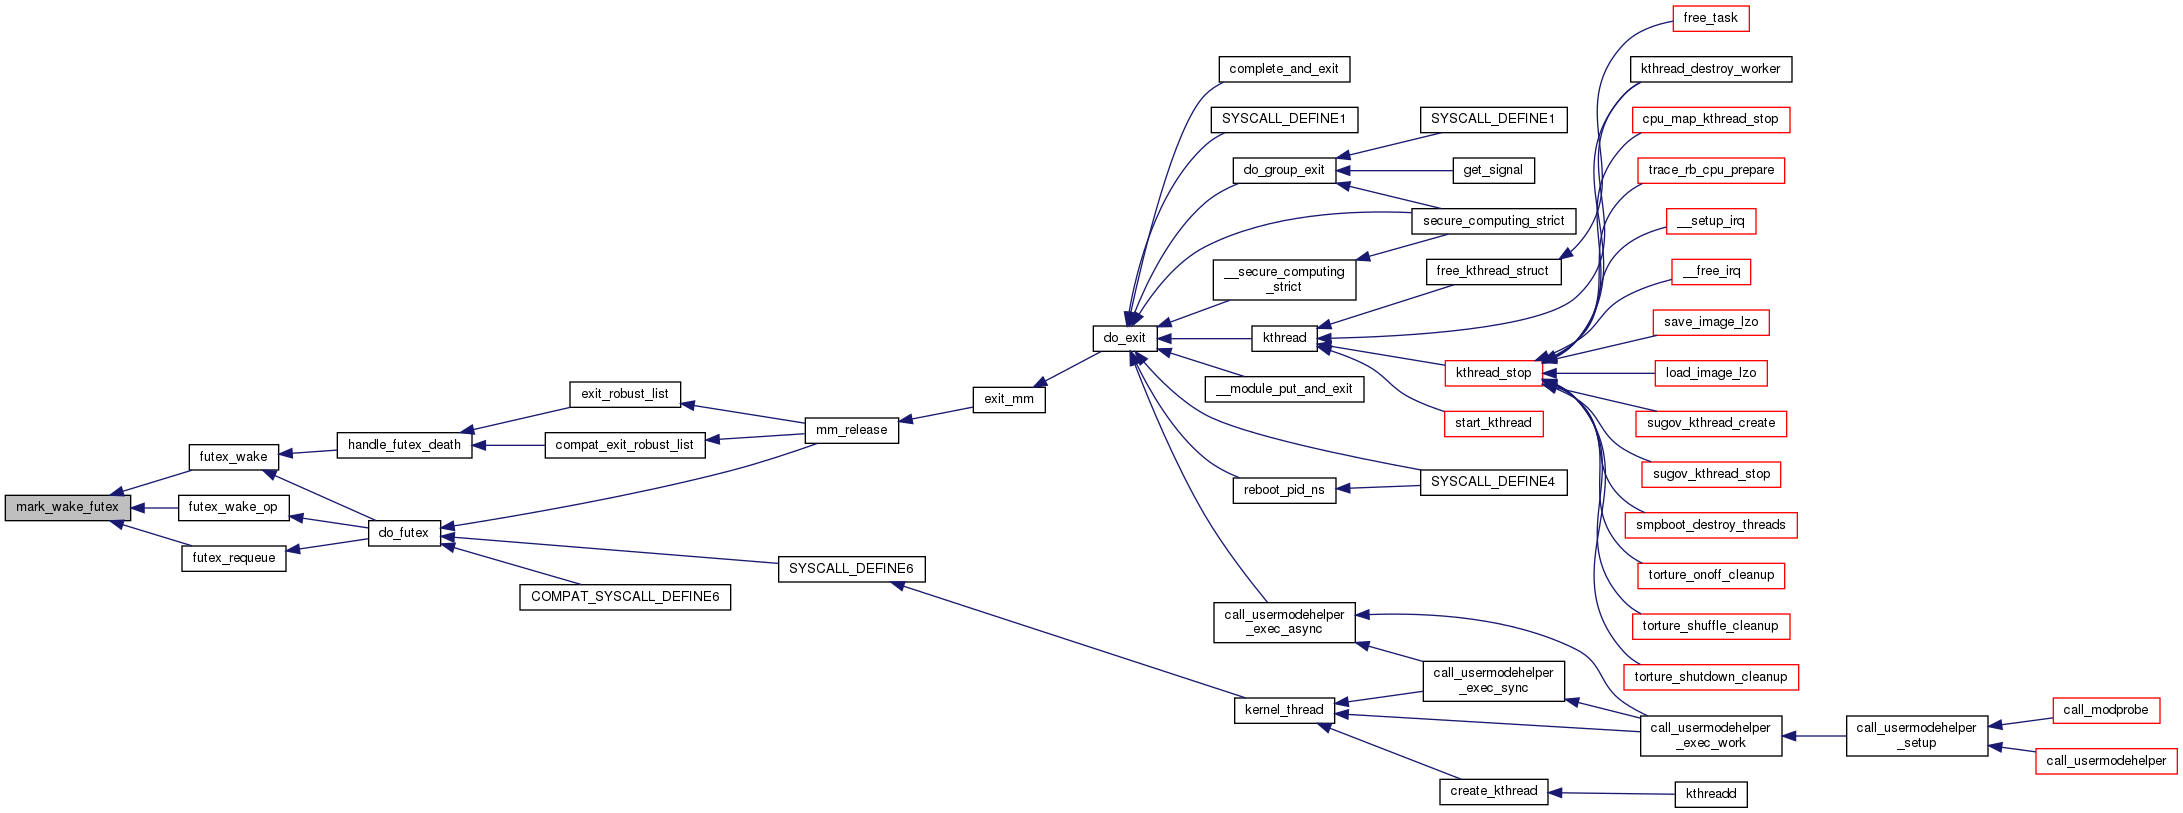 free_task
complete_and_exit
kthread_destroy_worker
SYSCALL_DEFINE1
SYSCALL_DEFINE1
cpu_map_kthread_stop
do_group_exit
get_signal
trace_rb_cpu_prepare
secure_computing_strict
__setup_irq
__secure_computing
_strict
free_kthread_struct
__free_irq
do_exit
kthread
save_image_lzo
kthread_stop
load_image_lzo
__module_put_and_exit
exit_robust_list
exit_mm
start_kthread
sugov_kthread_create
mm_release
handle_futex_death
compat_exit_robust_list
futex_wake
sugov_kthread_stop
SYSCALL_DEFINE4
reboot_pid_ns
mark_wake_futex
futex_wake_op
do_futex
smpboot_destroy_threads
futex_requeue
SYSCALL_DEFINE6
torture_onoff_cleanup
COMPAT_SYSCALL_DEFINE6
call_usermodehelper
_exec_async
torture_shuffle_cleanup
call_usermodehelper
_exec_sync
torture_shutdown_cleanup
kernel_thread
call_usermodehelper
_exec_work
call_usermodehelper
_setup
call_modprobe
call_usermodehelper
create_kthread
kthreadd